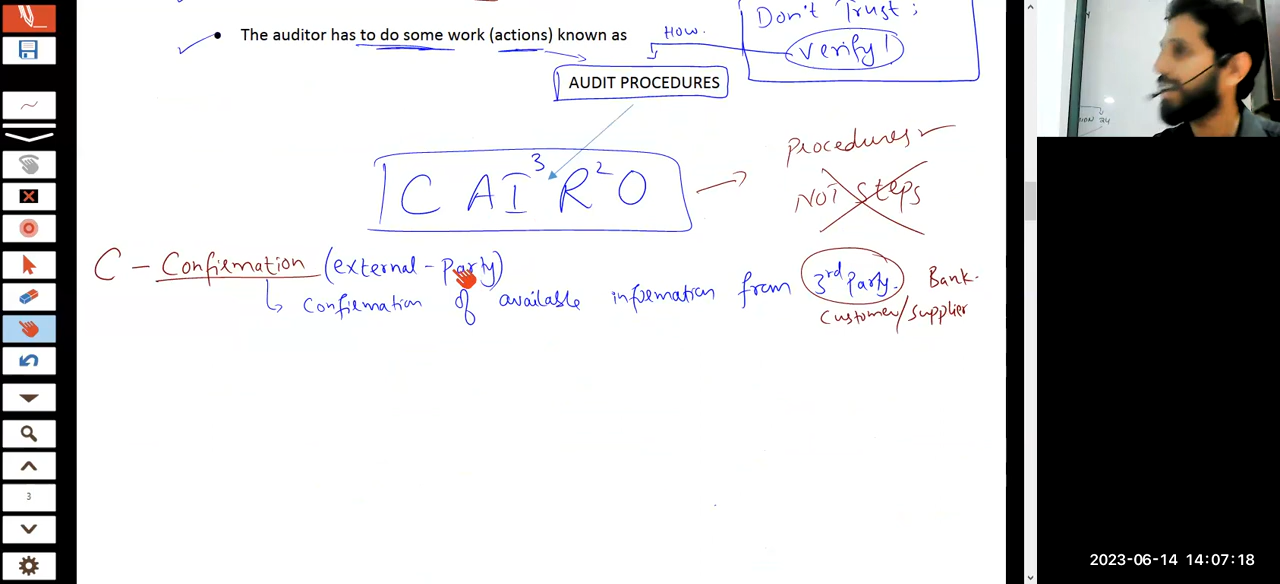 Don't Trust;
• The auditor has to do some work (actions) known as
How.
Verify!
AUDIT PROCEDURES
Procedures
C A I³ R² O
NOT steps
C - Confirmation (external - Party)
↳ Confirmation of available information from 3rd Party. Bank.
Customer/Supplier
3
2023-06-14 14:07:18